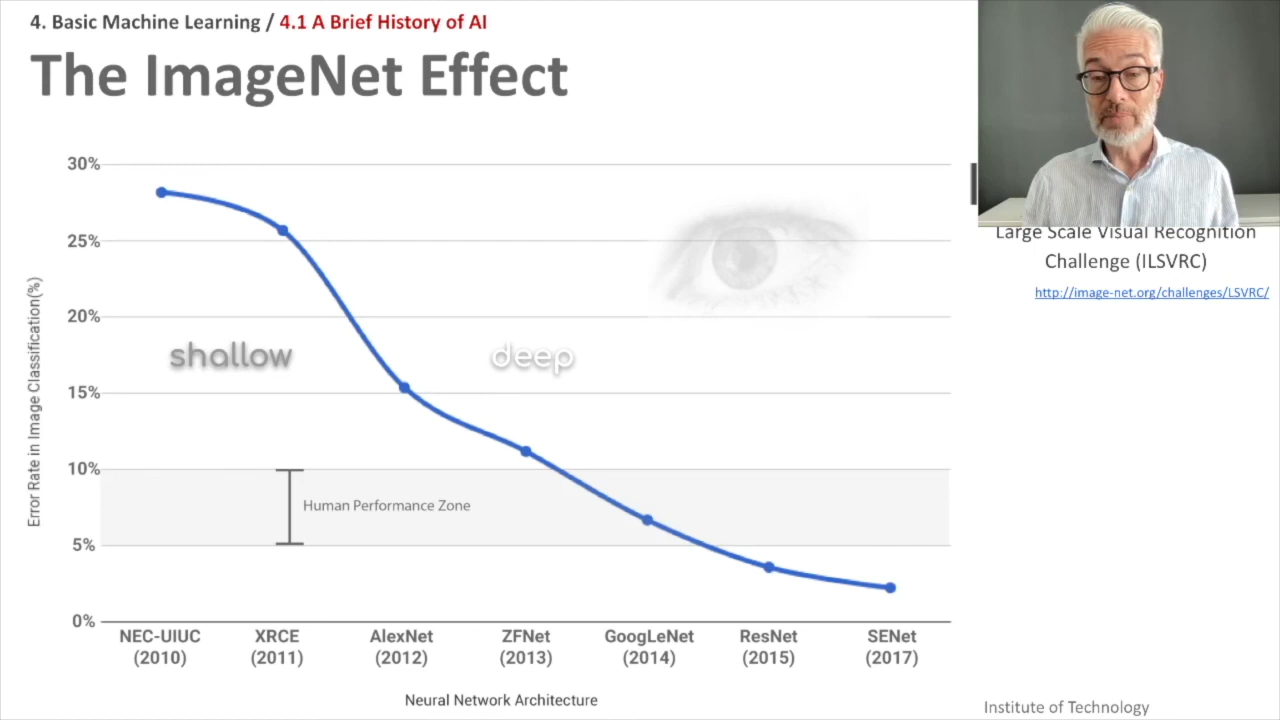 4. Basic Machine Learning / 4.1 A Brief History of AI
The ImageNet Effect
30%
25%
20%
15%
10%
5%
0%
Error Rate in Image Classification(%)
shallow
deep
Human Performance Zone
NEC-UIUC
(2010)
XRCE
(2011)
AlexNet
(2012)
ZFNet
(2013)
GoogLeNet
(2014)
ResNet
(2015)
SENet
(2017)
Neural Network Architecture
Large Scale Visual Recognition
Challenge (ILSVRC)
http://image-net.org/challenges/LSVRC/
Institute of Technology